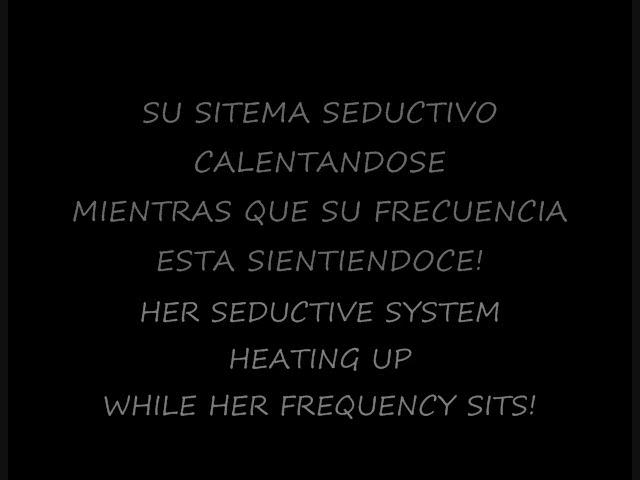 SU SITEMA SEDUCTIVO
CALENTANDOSE
MIENTRAS QUE SU FRECUENCIA
ESTA SIENTIENDOCE!
HER SEDUCTIVE SYSTEM
HEATING UP
WHILE HER FREQUENCY SITS!